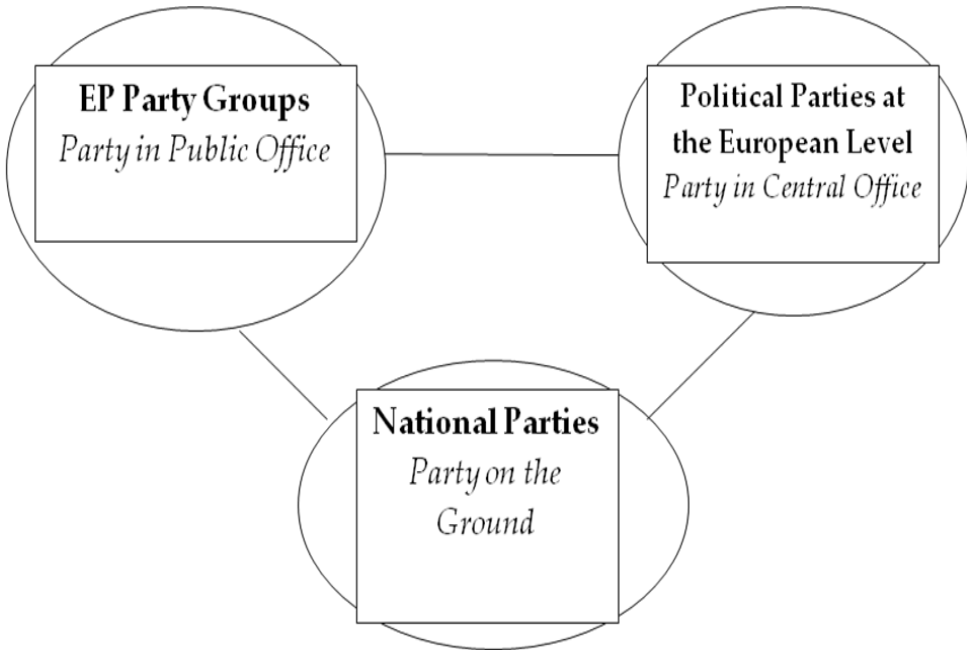 EP Party Groups
Party in Public Office
Political Parties at
the European Level
Party in Central Office
National Parties
Party on the
Ground